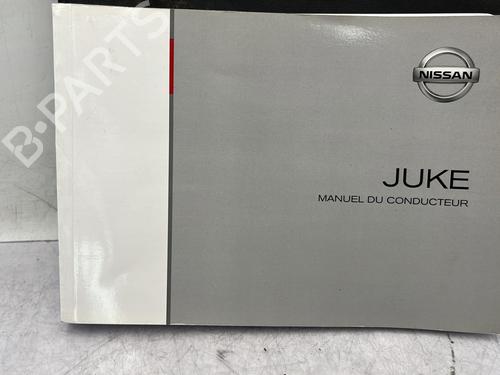 B-PARTS
NISSAN
JUKE
MANUEL DU CONDUCTEUR